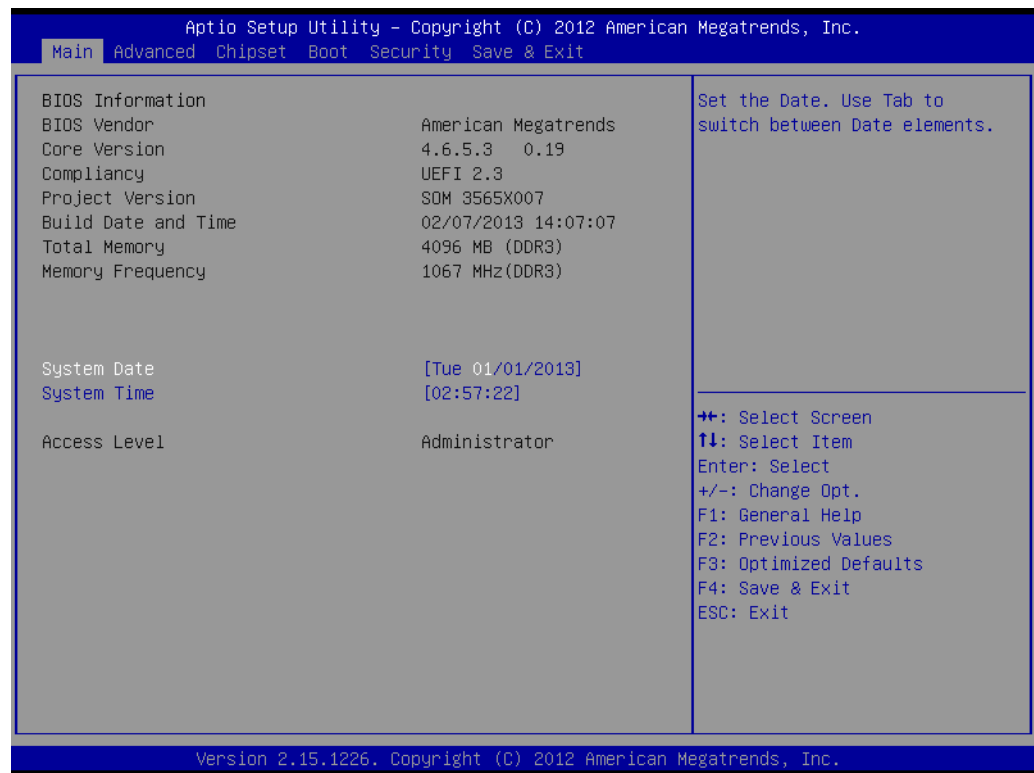 Aptio Setup Utility – Copyright (C) 2012 American Megatrends, Inc.
Main Advanced Chipset Boot Security Save & Exit
BIOS Information
BIOS Vendor American Megatrends
Core Version 4.6.5.3 0.19
Compliancy UEFI 2.3
Project Version SOM 3565X007
Build Date and Time 02/07/2013 14:07:07
Total Memory 4096 MB (DDR3)
Memory Frequency 1067 MHz(DDR3)
System Date [Tue 01/01/2013]
System Time [02:57:22]
Access Level Administrator
Set the Date. Use Tab to
switch between Date elements.
→←: Select Screen
↑↓: Select Item
Enter: Select
+/-: Change Opt.
F1: General Help
F2: Previous Values
F3: Optimized Defaults
F4: Save & Exit
ESC: Exit
Version 2.15.1226. Copyright (C) 2012 American Megatrends, Inc.